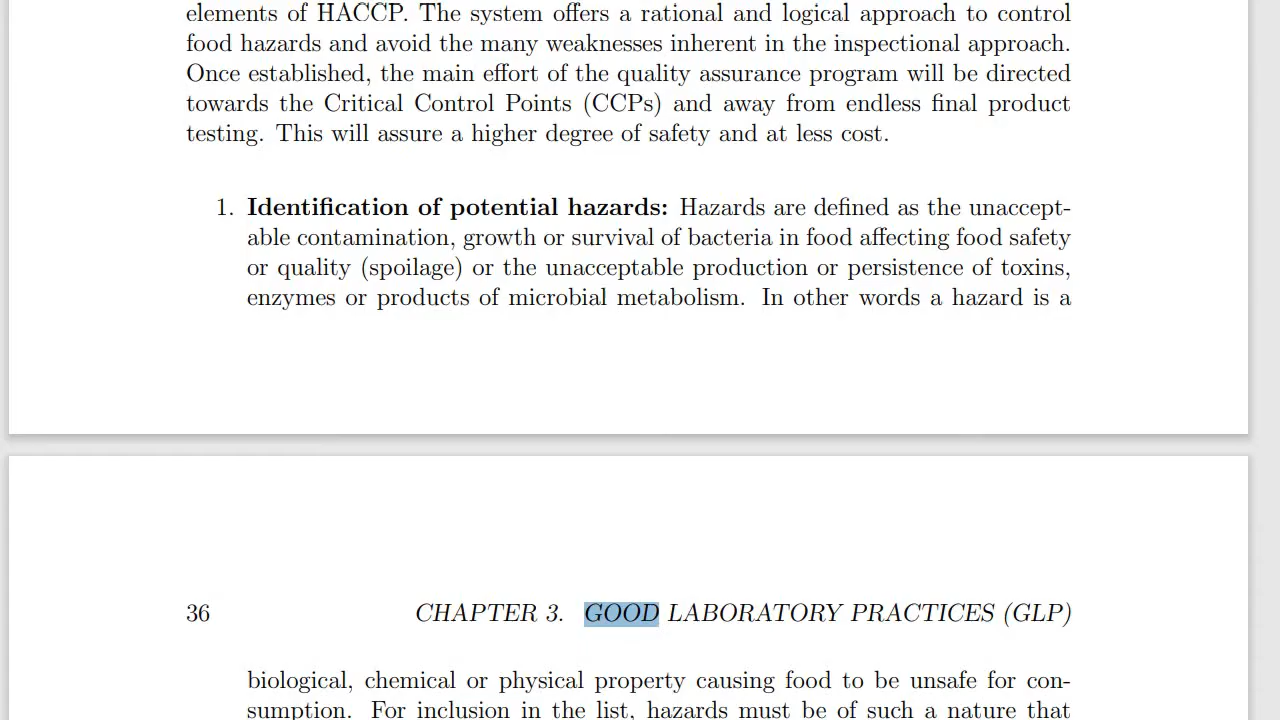 elements of HACCP. The system offers a rational and logical approach to control
food hazards and avoid the many weaknesses inherent in the inspectional approach.
Once established, the main effort of the quality assurance program will be directed
towards the Critical Control Points (CCPs) and away from endless final product
testing. This will assure a higher degree of safety and at less cost.
1. Identification of potential hazards: Hazards are defined as the unaccept-
able contamination, growth or survival of bacteria in food affecting food safety
or quality (spoilage) or the unacceptable production or persistence of toxins,
enzymes or products of microbial metabolism. In other words a hazard is a
36 CHAPTER 3. GOOD LABORATORY PRACTICES (GLP)
biological, chemical or physical property causing food to be unsafe for con-
sumption. For inclusion in the list, hazards must be of such a nature that